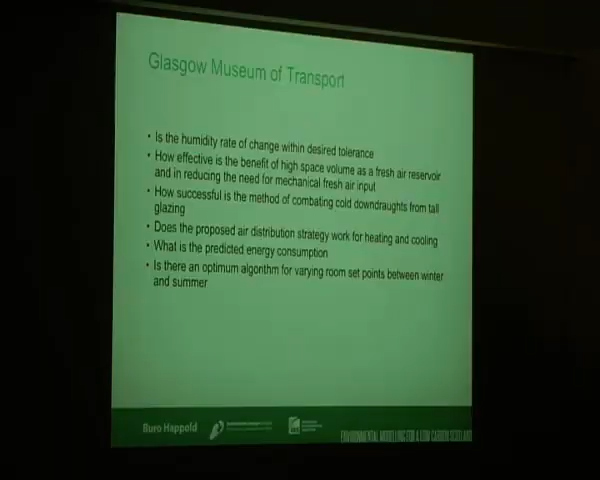 Glasgow Museum of Transport
• Is the humidity rate of change within desired tolerance
• How effective is the benefit of high space volume as a fresh air reservoir
and in reducing the need for mechanical fresh air input
• How successful is the method of combating cold downdraughts from tall
glazing
• Does the proposed air distribution strategy work for heating and cooling
• What is the predicted energy consumption
• Is there an optimum algorithm for varying room set points between winter
and summer
Buro Happold
ENVIRONMENTAL MODELLING FOR A LOW CARBON SCOTLAND